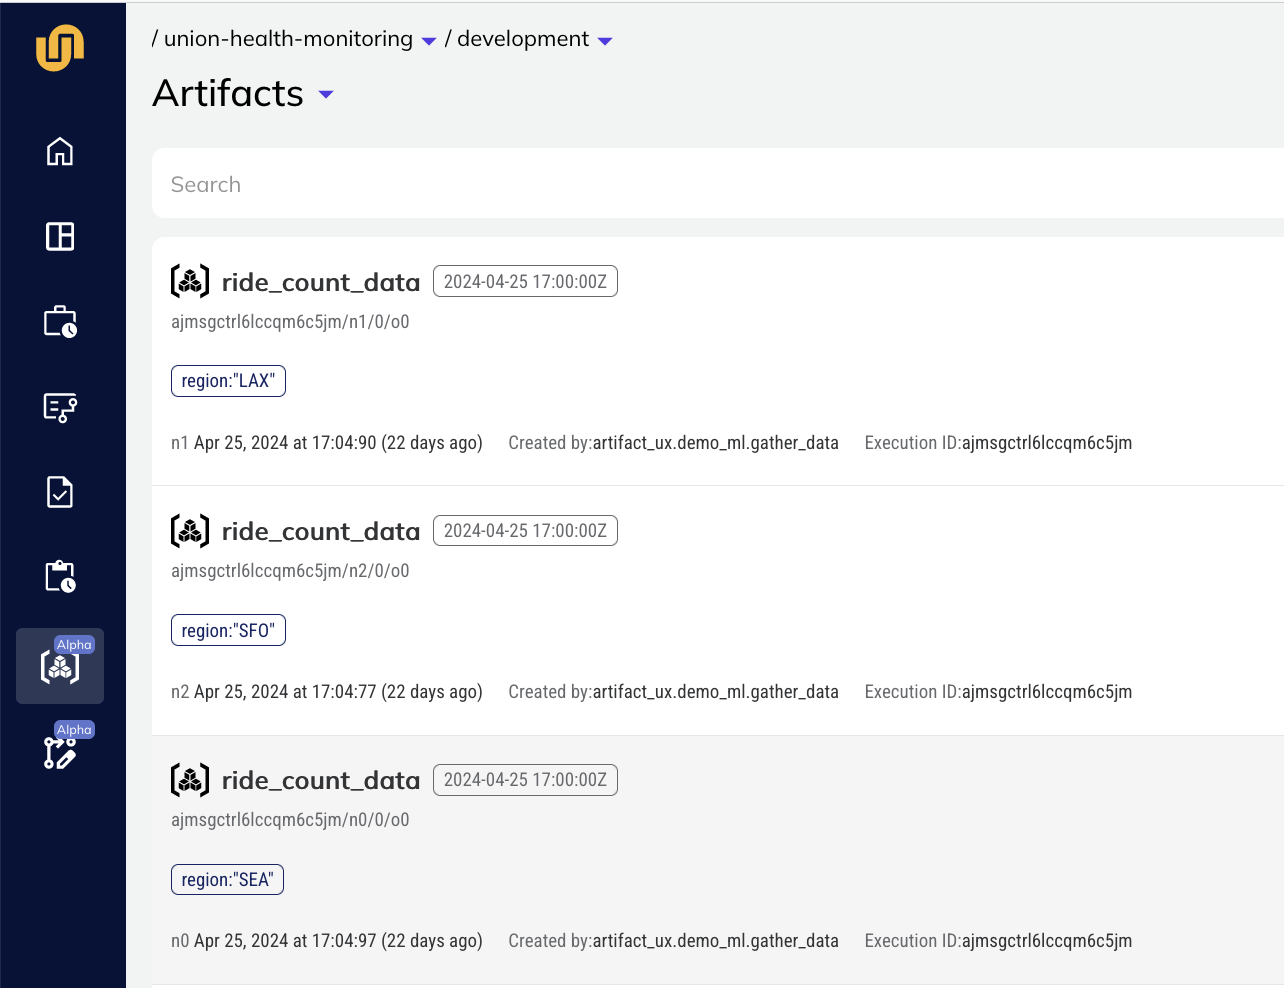 / union-health-monitoring / development
Artifacts
Search
ride_count_data 2024-04-25 17:00:00Z
ajmsgctrl6lccqm6c5jm/n1/0/o0
region:"LAX"
n1 Apr 25, 2024 at 17:04:90 (22 days ago) Created by:artifact_ux.demo_ml.gather_data Execution ID:ajmsgctrl6lccqm6c5jm
ride_count_data 2024-04-25 17:00:00Z
ajmsgctrl6lccqm6c5jm/n2/0/o0
region:"SFO"
n2 Apr 25, 2024 at 17:04:77 (22 days ago) Created by:artifact_ux.demo_ml.gather_data Execution ID:ajmsgctrl6lccqm6c5jm
Alpha
Alpha
ride_count_data 2024-04-25 17:00:00Z
ajmsgctrl6lccqm6c5jm/n0/0/o0
region:"SEA"
n0 Apr 25, 2024 at 17:04:97 (22 days ago) Created by:artifact_ux.demo_ml.gather_data Execution ID:ajmsgctrl6lccqm6c5jm